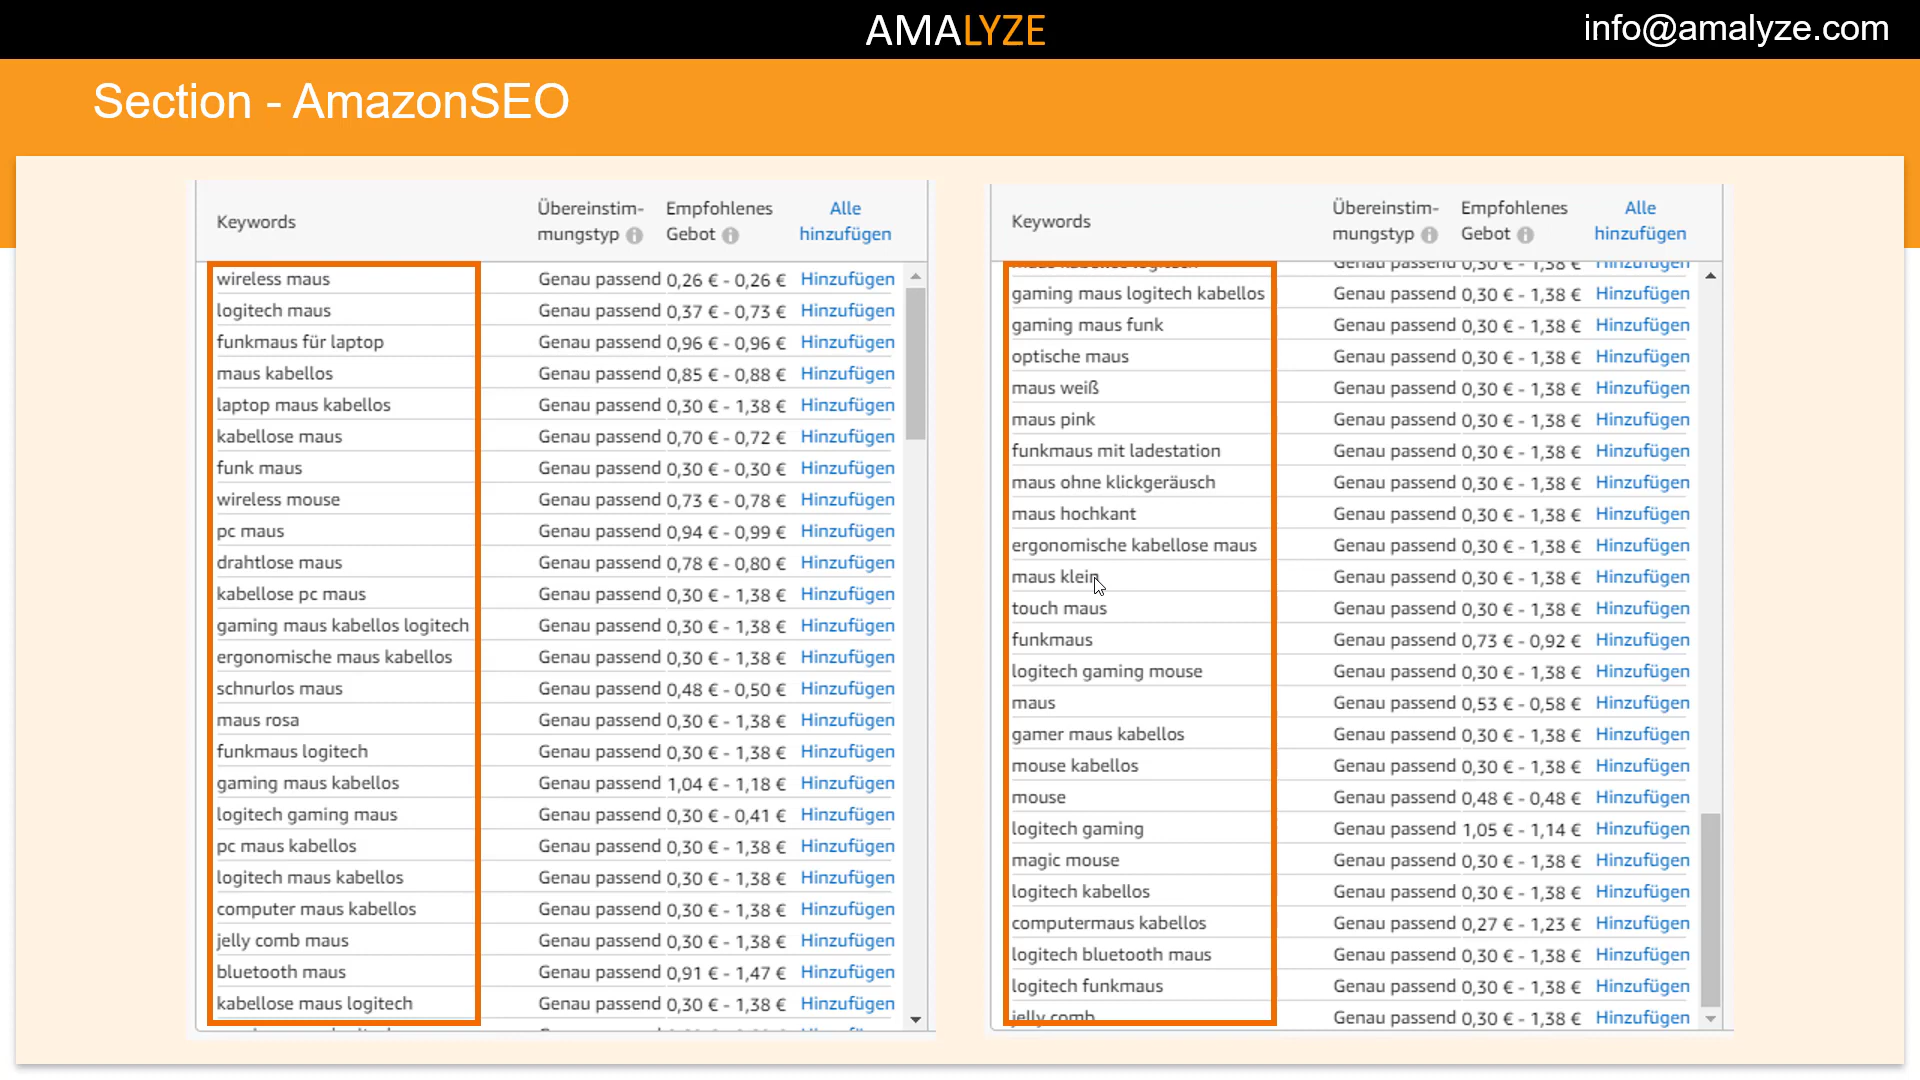 AMALYZE
info@amalyze.com
Section - AmazonSEO
Keywords Übereinstim-mungstyp Empfohlenes Gebot Alle hinzufügen
wireless maus Genau passend 0,26 € - 0,26 € Hinzufügen
logitech maus Genau passend 0,37 € - 0,73 € Hinzufügen
funkmaus für laptop Genau passend 0,96 € - 0,96 € Hinzufügen
maus kabellos Genau passend 0,85 € - 0,88 € Hinzufügen
laptop maus kabellos Genau passend 0,30 € - 1,38 € Hinzufügen
kabellose maus Genau passend 0,70 € - 0,72 € Hinzufügen
funk maus Genau passend 0,30 € - 0,30 € Hinzufügen
wireless mouse Genau passend 0,73 € - 0,78 € Hinzufügen
pc maus Genau passend 0,94 € - 0,99 € Hinzufügen
drahtlose maus Genau passend 0,78 € - 0,80 € Hinzufügen
kabellose pc maus Genau passend 0,30 € - 1,38 € Hinzufügen
gaming maus kabellos logitech Genau passend 0,30 € - 1,38 € Hinzufügen
ergonomische maus kabellos Genau passend 0,30 € - 1,38 € Hinzufügen
schnurlos maus Genau passend 0,48 € - 0,50 € Hinzufügen
maus rosa Genau passend 0,30 € - 1,38 € Hinzufügen
funkmaus logitech Genau passend 0,30 € - 1,38 € Hinzufügen
gaming maus kabellos Genau passend 1,04 € - 1,18 € Hinzufügen
logitech gaming maus Genau passend 0,30 € - 0,41 € Hinzufügen
pc maus kabellos Genau passend 0,30 € - 1,38 € Hinzufügen
logitech maus kabellos Genau passend 0,30 € - 1,38 € Hinzufügen
computer maus kabellos Genau passend 0,30 € - 1,38 € Hinzufügen
jelly comb maus Genau passend 0,30 € - 1,38 € Hinzufügen
bluetooth maus Genau passend 0,91 € - 1,47 € Hinzufügen
kabellose maus logitech Genau passend 0,30 € - 1,38 € Hinzufügen
Keywords Übereinstim-mungstyp Empfohlenes Gebot Alle hinzufügen
maus kabellos logitech Genau passend 0,30 € - 1,38 € Hinzufügen
gaming maus logitech kabellos Genau passend 0,30 € - 1,38 € Hinzufügen
gaming maus funk Genau passend 0,30 € - 1,38 € Hinzufügen
optische maus Genau passend 0,30 € - 1,38 € Hinzufügen
maus weiß Genau passend 0,30 € - 1,38 € Hinzufügen
maus pink Genau passend 0,30 € - 1,38 € Hinzufügen
funkmaus mit ladestation Genau passend 0,30 € - 1,38 € Hinzufügen
maus ohne klickgeräusch Genau passend 0,30 € - 1,38 € Hinzufügen
maus hochkant Genau passend 0,30 € - 1,38 € Hinzufügen
ergonomische kabellose maus Genau passend 0,30 € - 1,38 € Hinzufügen
maus klein Genau passend 0,30 € - 1,38 € Hinzufügen
touch maus Genau passend 0,30 € - 1,38 € Hinzufügen
funkmaus Genau passend 0,73 € - 0,92 € Hinzufügen
logitech gaming mouse Genau passend 0,30 € - 1,38 € Hinzufügen
maus Genau passend 0,53 € - 0,58 € Hinzufügen
gamer maus kabellos Genau passend 0,30 € - 1,38 € Hinzufügen
mouse kabellos Genau passend 0,30 € - 1,38 € Hinzufügen
mouse Genau passend 0,48 € - 0,48 € Hinzufügen
logitech gaming Genau passend 1,05 € - 1,14 € Hinzufügen
magic mouse Genau passend 0,30 € - 1,38 € Hinzufügen
logitech kabellos Genau passend 0,30 € - 1,38 € Hinzufügen
computermaus kabellos Genau passend 0,27 € - 1,23 € Hinzufügen
logitech bluetooth maus Genau passend 0,30 € - 1,38 € Hinzufügen
logitech funkmaus Genau passend 0,30 € - 1,38 € Hinzufügen
jelly comb Genau passend 0,30 € - 1,38 € Hinzufügen